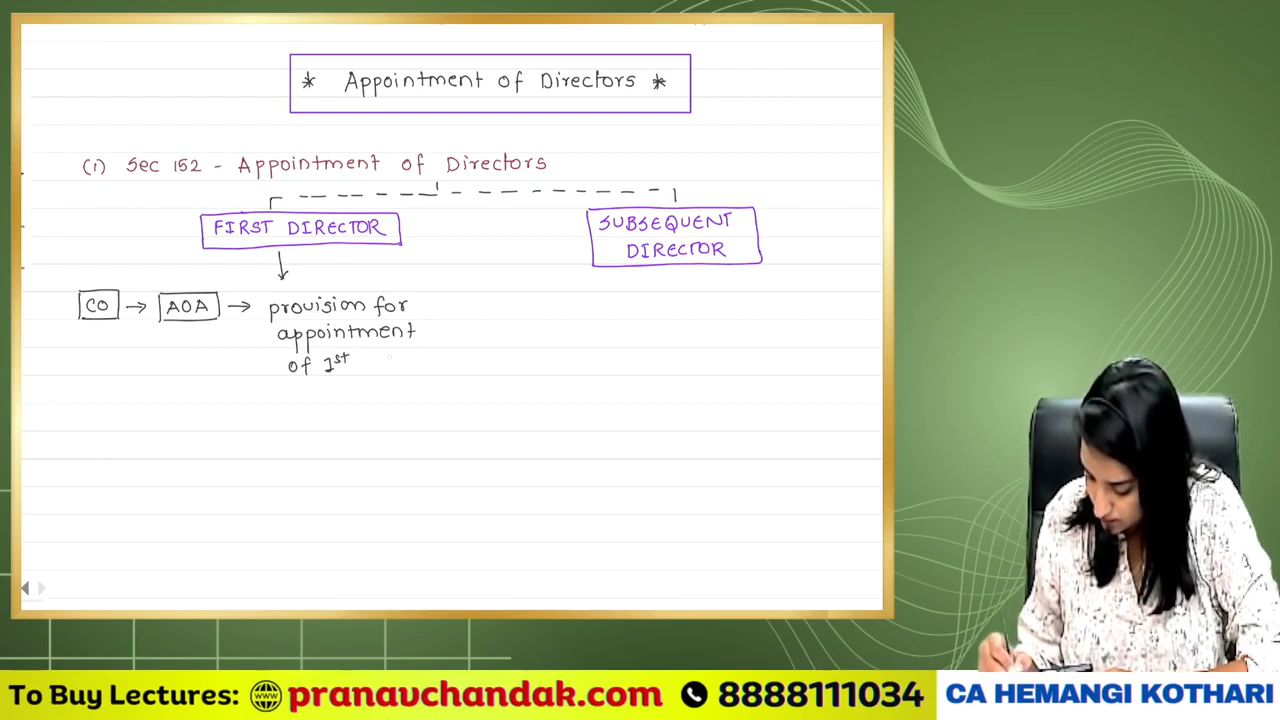 * Appointment of Directors *
(1) Sec 152 - Appointment of Directors
FIRST DIRECTOR
SUBSEQUENT
DIRECTOR
CO → AOA → provision for
appointment
of 1st
To Buy Lectures: www pranavchandak.com 8888111034 CA HEMANGI KOTHARI